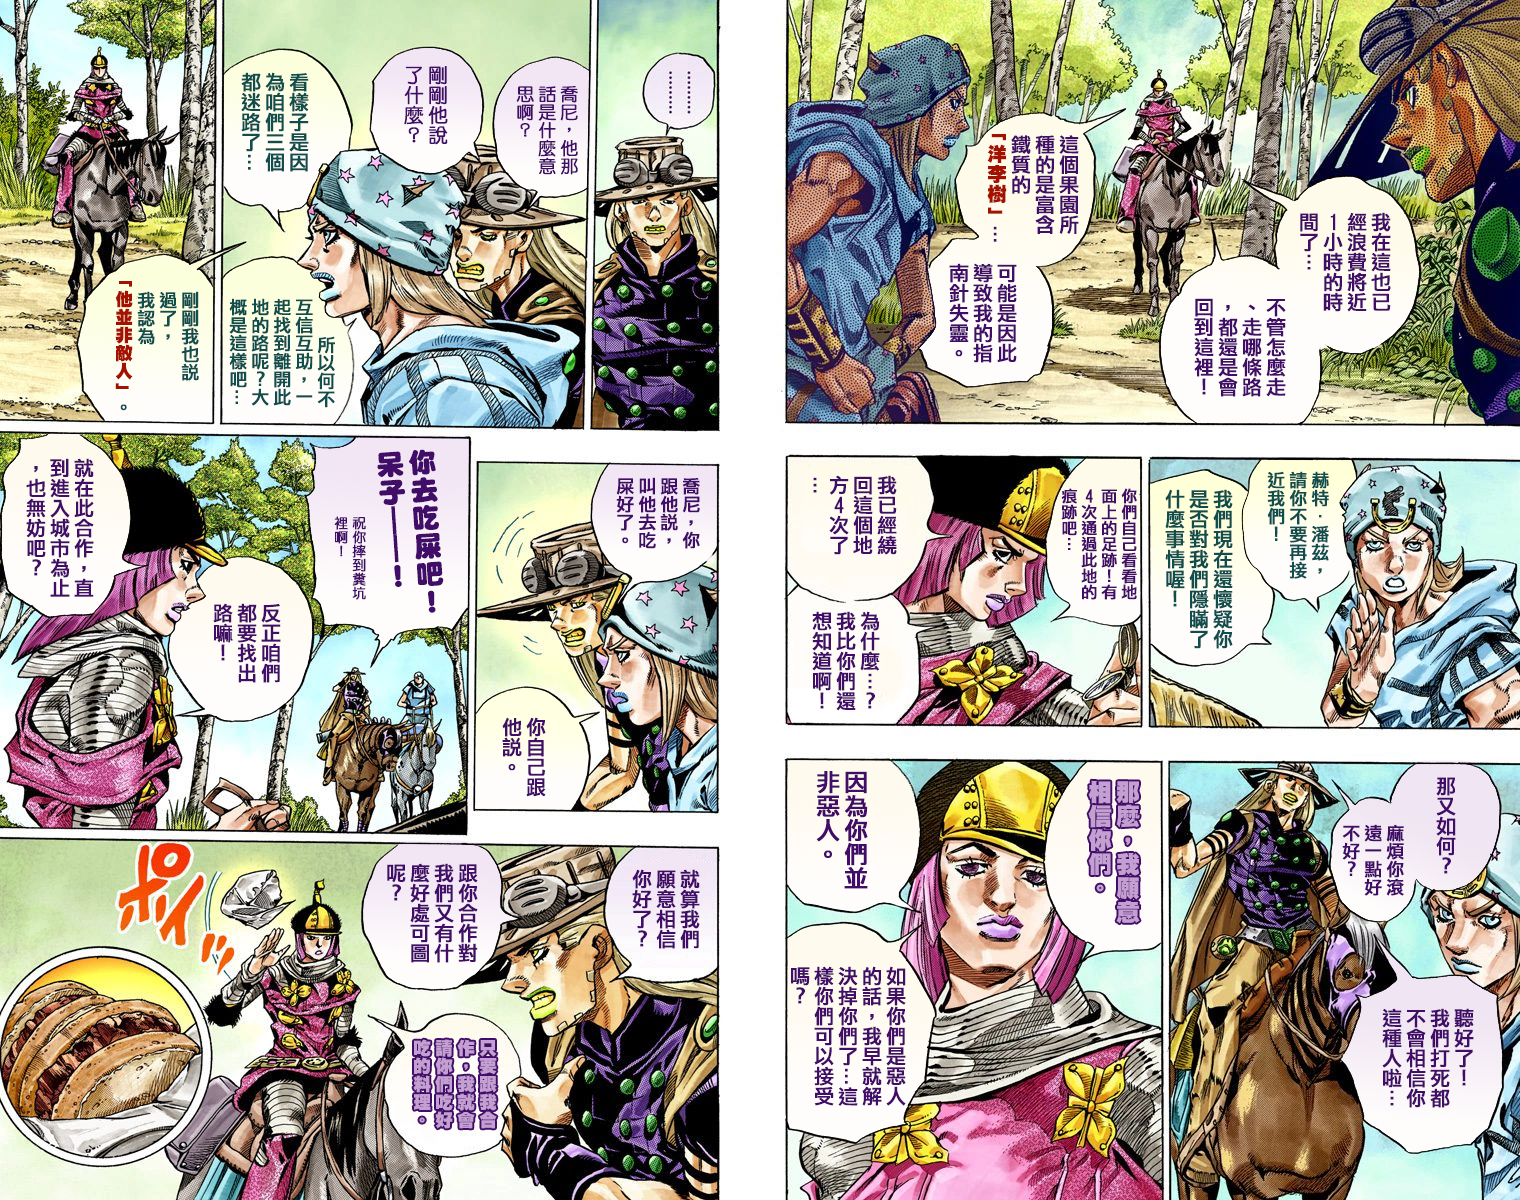 我在這也已
經浪費將近
1小時的時
間了…
不管怎麼走
、走哪條路
，都還是會
回到這裡！
這個果園所
種的是富含
鐵質的
「洋李樹」…
可能是因此
導致我的指
南針失靈。
赫特．潘茲，
請你不要再接
近我們！
我們現在還懷疑你
是否對我們隱瞞了
什麼事情喔！
你們自己看看地
面上的足跡！有
4次通過此地的
痕跡吧…
我已經繞
回這個地
方4次了
…
為什麼…？
我比你們還
想知道啊！
那又如何？
麻煩你滾
遠一點好
不好？
聽好了！
我們打死都
不會相信你
這種人啦…
那麼，我願意
相信你們。
因為你們並
非惡人。
如果你們是惡人
的話，我早就解
決掉你們了…這
樣你們可以接受
嗎？
………
………
喬尼，他那
話是什麼意
思啊？
剛剛他說
了什麼？
看樣子是因
為咱們三個
都迷路了…
所以何不
互信互助，一
起找到離開此
地的路呢？大
概是這樣吧…
剛剛我也説
過了，
我認為
「他並非敵人」。
喬尼，你
跟他說，
叫他去吃
屎好了。
你自己跟
他説。
你去吃屎吧！
呆子——！
祝你摔到糞坑
裡啊！
反正咱們
都要找出
路嘛！
就在此合作，直
到進入城市為止
，也無妨吧？
就算我們
願意相信
你好了？
跟你合作對
我們又有什
麼好處可圖
呢？
只要跟我合
作，我就會
請你們吃好
吃的料理。
ポイッ